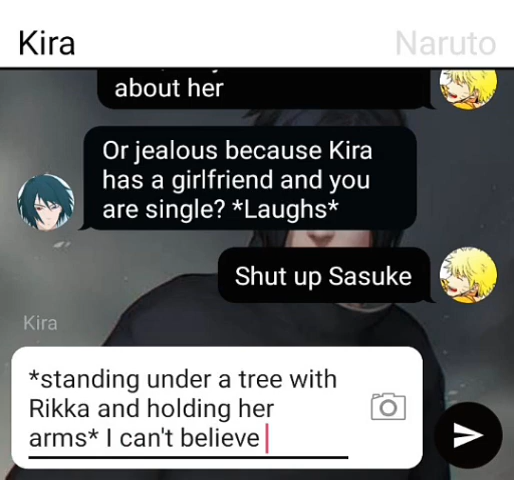 Kira
Naruto
about her
Or jealous because Kira
has a girlfriend and you
are single? *Laughs*
Shut up Sasuke
Kira
*standing under a tree with
Rikka and holding her
arms* I can't believe